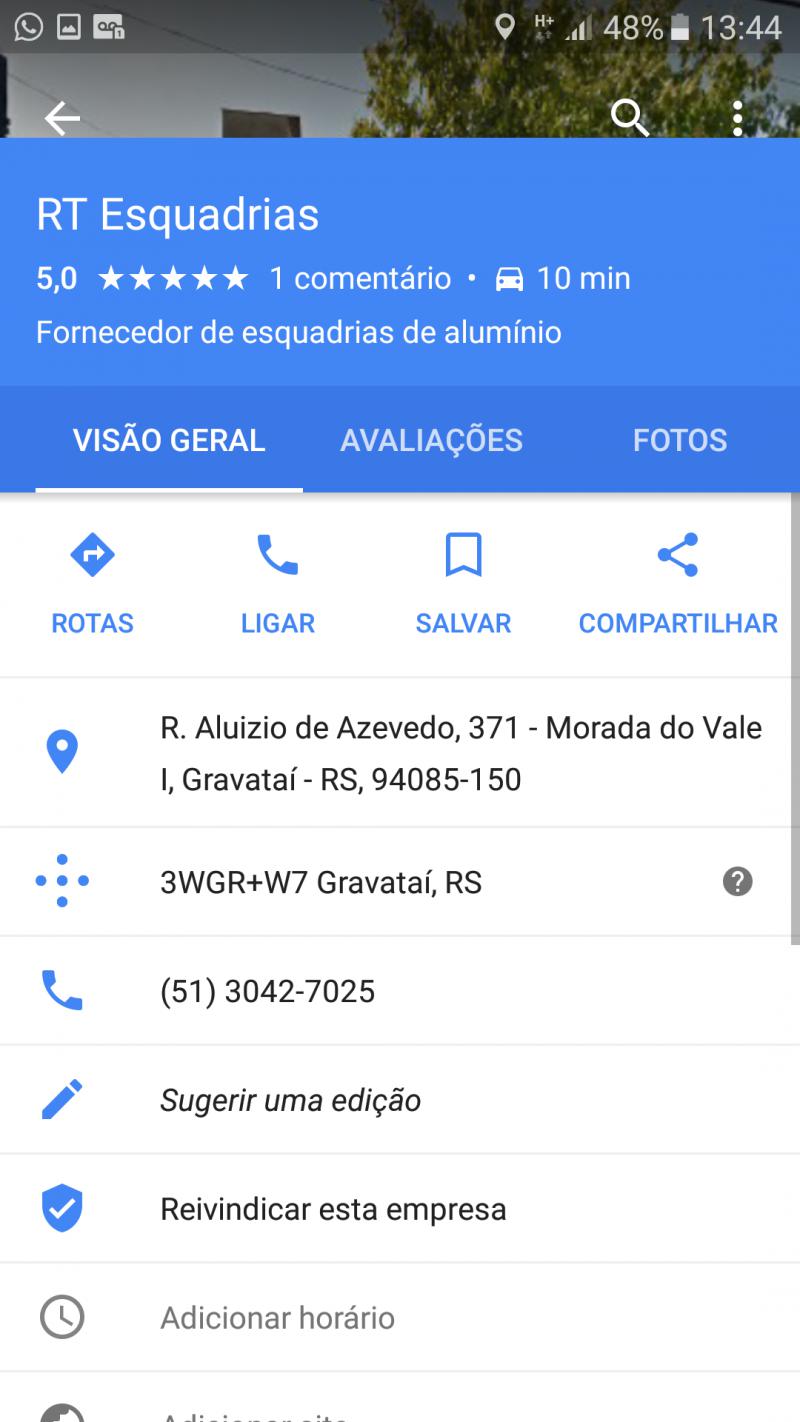 H+ 48% 13:44
RT Esquadrias
5,0 ★★★★★ 1 comentário • 10 min
Fornecedor de esquadrias de alumínio
VISÃO GERAL AVALIAÇÕES FOTOS
ROTAS LIGAR SALVAR COMPARTILHAR
R. Aluizio de Azevedo, 371 - Morada do Vale
I, Gravataí - RS, 94085-150
3WGR+W7 Gravataí, RS
(51) 3042-7025
Sugerir uma edição
Reivindicar esta empresa
Adicionar horário
Adicionar site